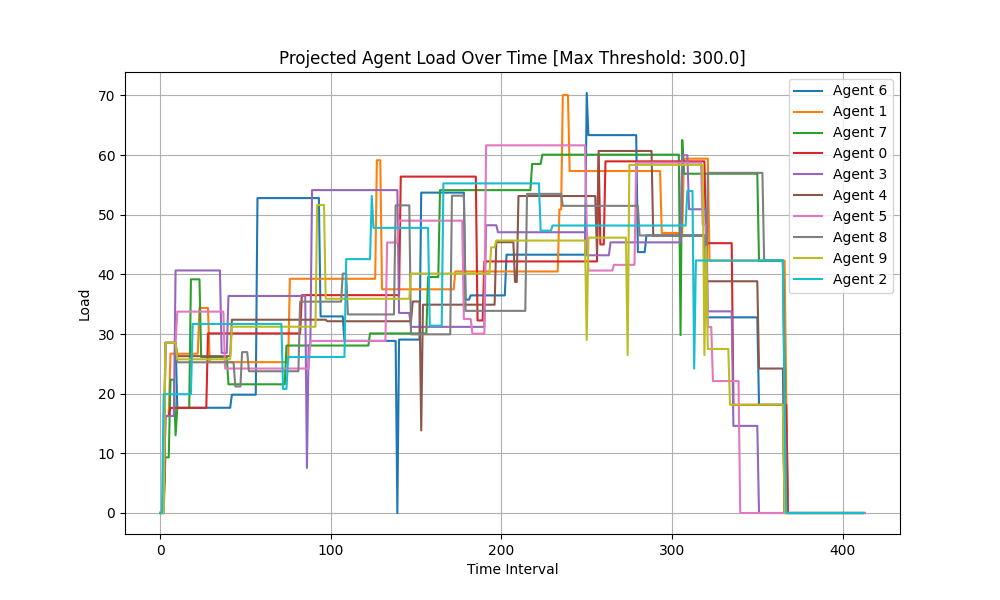 Projected Agent Load Over Time [Max Threshold: 300.0]
Load
70
60
50
40
30
20
10
0
0
100
200
300
400
Time Interval
Agent 6
Agent 1
Agent 7
Agent 0
Agent 3
Agent 4
Agent 5
Agent 8
Agent 9
Agent 2